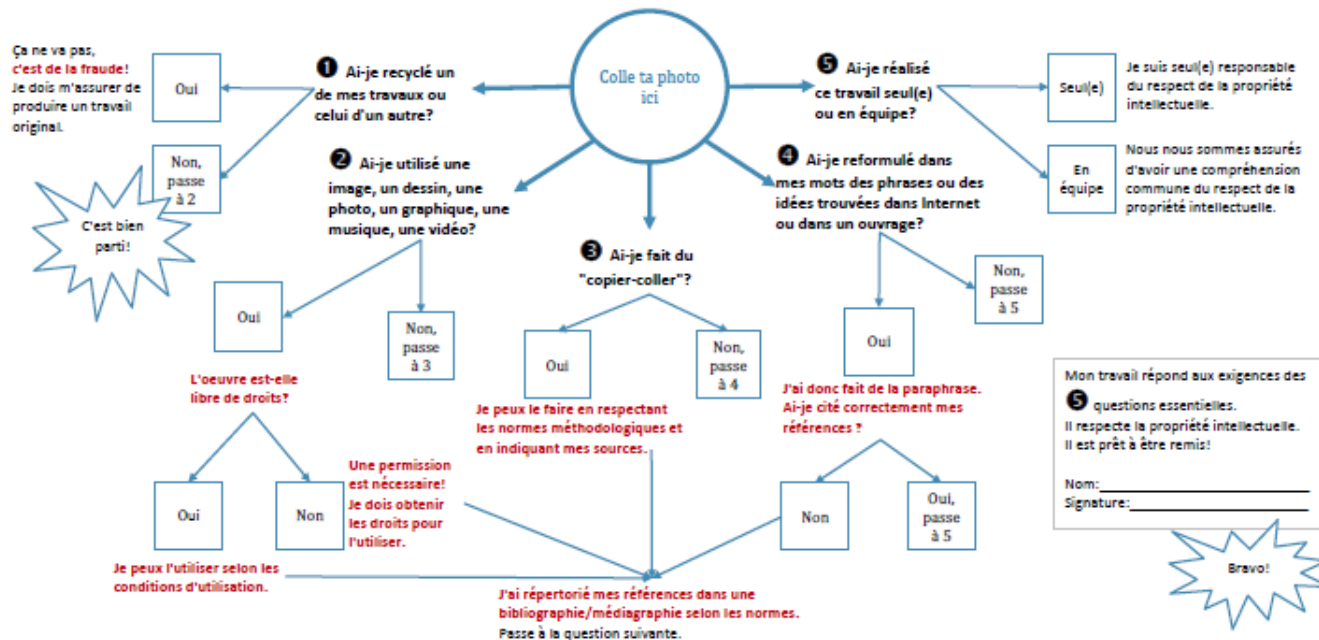 Colle ta photo
ici
❶ Ai-je recyclé un
de mes travaux ou
celui d'un autre?
Oui
Ça ne va pas,
c'est de la fraude!
Je dois m'assurer de
produire un travail
original.
Non,
passe
à 2
C'est bien
parti!
❷ Ai-je utilisé une
image, un dessin, une
photo, un graphique, une
musique, une vidéo?
Oui
Non,
passe
à 3
L'oeuvre est-elle
libre de droits?
Oui
Non
Je peux l'utiliser selon les
conditions d'utilisation.
Une permission
est nécessaire!
Je dois obtenir
les droits pour
l'utiliser.
❸ Ai-je fait du
"copier-coller"?
Oui
Non,
passe
à 4
Je peux le faire en respectant
les normes méthodologiques et
en indiquant mes sources.
❹ Ai-je reformulé dans
mes mots des phrases ou des
idées trouvées dans Internet
ou dans un ouvrage?
Oui
Non,
passe
à 5
J'ai donc fait de la paraphrase.
Ai-je cité correctement mes
références ?
Non
Oui,
passe
à 5
J'ai répertorié mes références dans une
bibliographie/médiagraphie selon les normes.
Passe à la question suivante.
❺ Ai-je réalisé
ce travail seul(e)
ou en équipe?
Seul(e)
Je suis seul(e) responsable
du respect de la propriété
intellectuelle.
En
équipe
Nous nous sommes assurés
d'avoir une compréhension
commune du respect de la
propriété intellectuelle.
Mon travail répond aux exigences des
❺ questions essentielles.
Il respecte la propriété intellectuelle.
Il est prêt à être remis!
Nom:
Signature:
Bravo!